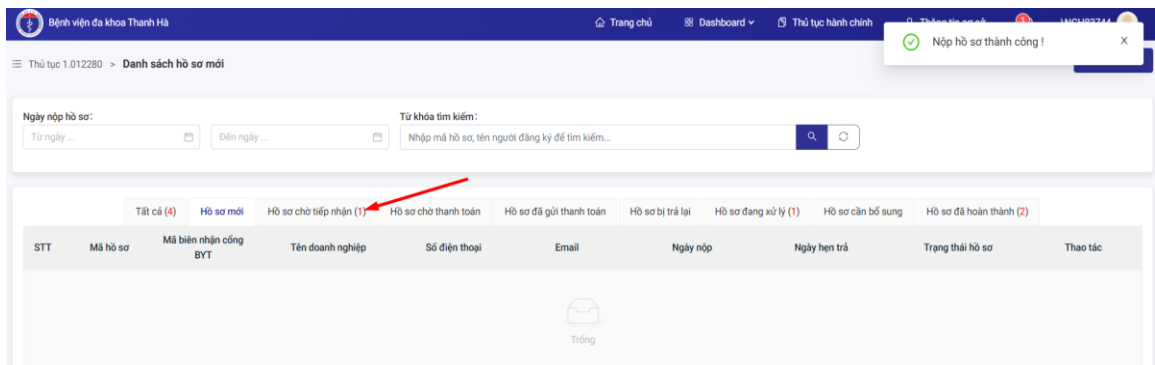 Bệnh viện đa khoa Thanh Hà Trang chủ Dashboard Thủ tục hành chính
Nộp hồ sơ thành công !
Thủ tục 1.012280 > Danh sách hồ sơ mới
Ngày nộp hồ sơ: Từ khóa tìm kiếm:
Từ ngày ... Đến ngày ... Nhập mã hồ sơ, tên người đăng ký để tìm kiếm...
Tất cả (4) Hồ sơ mới Hồ sơ chờ tiếp nhận (1) Hồ sơ chờ thanh toán Hồ sơ đã gửi thanh toán Hồ sơ bị trả lại Hồ sơ đang xử lý (1) Hồ sơ cần bổ sung Hồ sơ đã hoàn thành (2)
STT Mã hồ sơ Mã biên nhận cổng BYT Tên doanh nghiệp Số điện thoại Email Ngày nộp Ngày hẹn trả Trạng thái hồ sơ Thao tác
Trống